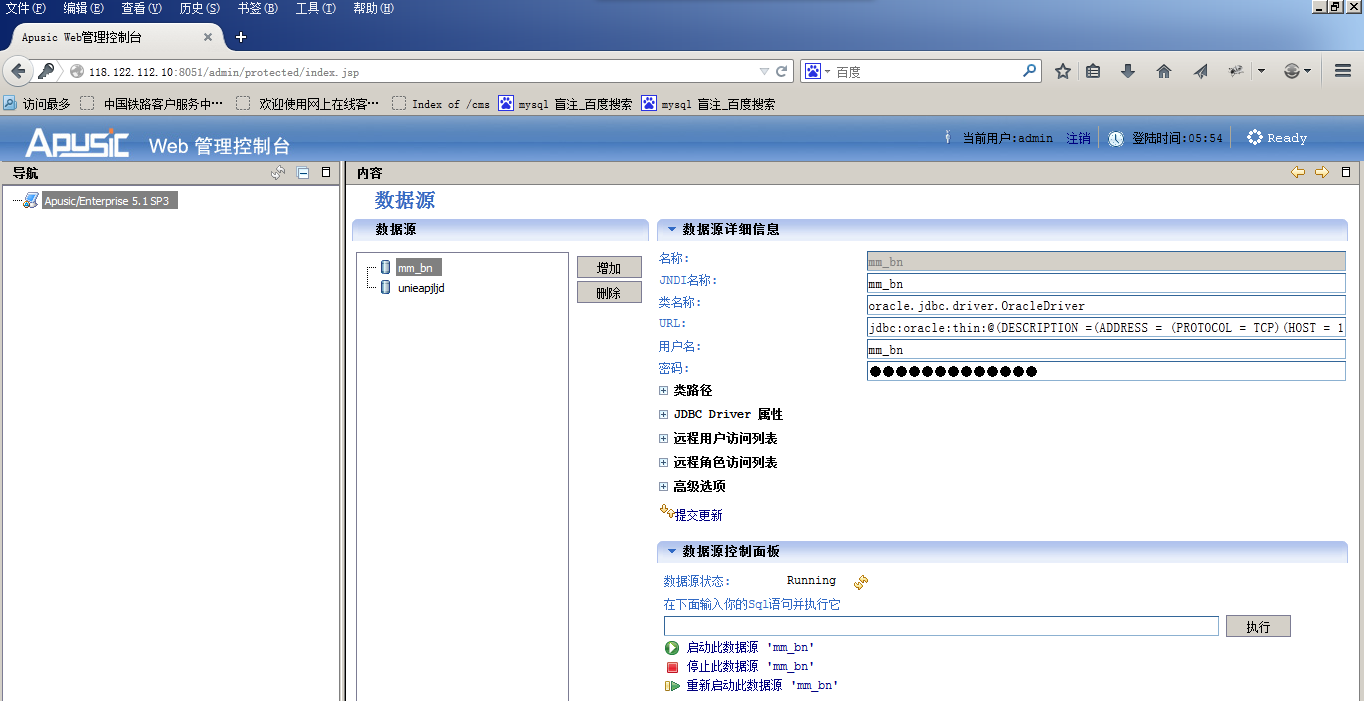 文件(F) 编辑(E) 查看(V) 历史(S) 书签(B) 工具(T) 帮助(H)
Apusic Web管理控制台
118.122.112.10:8051/admin/protected/index.jsp
百度
访问最多 中国铁路客户服务中… 欢迎使用网上在线客… Index of /cms mysql 盲注_百度搜索 mysql 盲注_百度搜索
Apusic Web 管理控制台
当前用户:admin 注销 登陆时间:05:54 Ready
导航
内容
Apusic/Enterprise 5.1 SP3
数据源
数据源
mm_bn
unieapjljd
增加
删除
数据源详细信息
名称: mm_bn
JNDI名称: mm_bn
类名称: oracle.jdbc.driver.OracleDriver
URL: jdbc:oracle:thin:@(DESCRIPTION =(ADDRESS = (PROTOCOL = TCP)(HOST = 1
用户名: mm_bn
密码: ●●●●●●●●●●●●●
类路径
JDBC Driver 属性
远程用户访问列表
远程角色访问列表
高级选项
提交更新
数据源控制面板
数据源状态: Running
在下面输入你的Sql语句并执行它
执行
启动此数据源 'mm_bn'
停止此数据源 'mm_bn'
重新启动此数据源 'mm_bn'